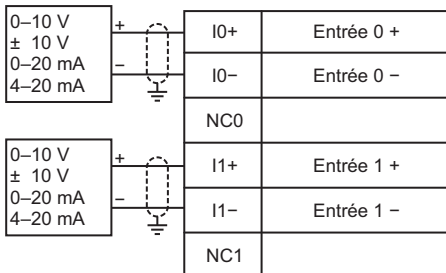 0–10 V
± 10 V
0–20 mA
4–20 mA
+
−
I0+ Entrée 0 +
I0− Entrée 0 −
NC0
0–10 V
± 10 V
0–20 mA
4–20 mA
+
−
I1+ Entrée 1 +
I1− Entrée 1 −
NC1